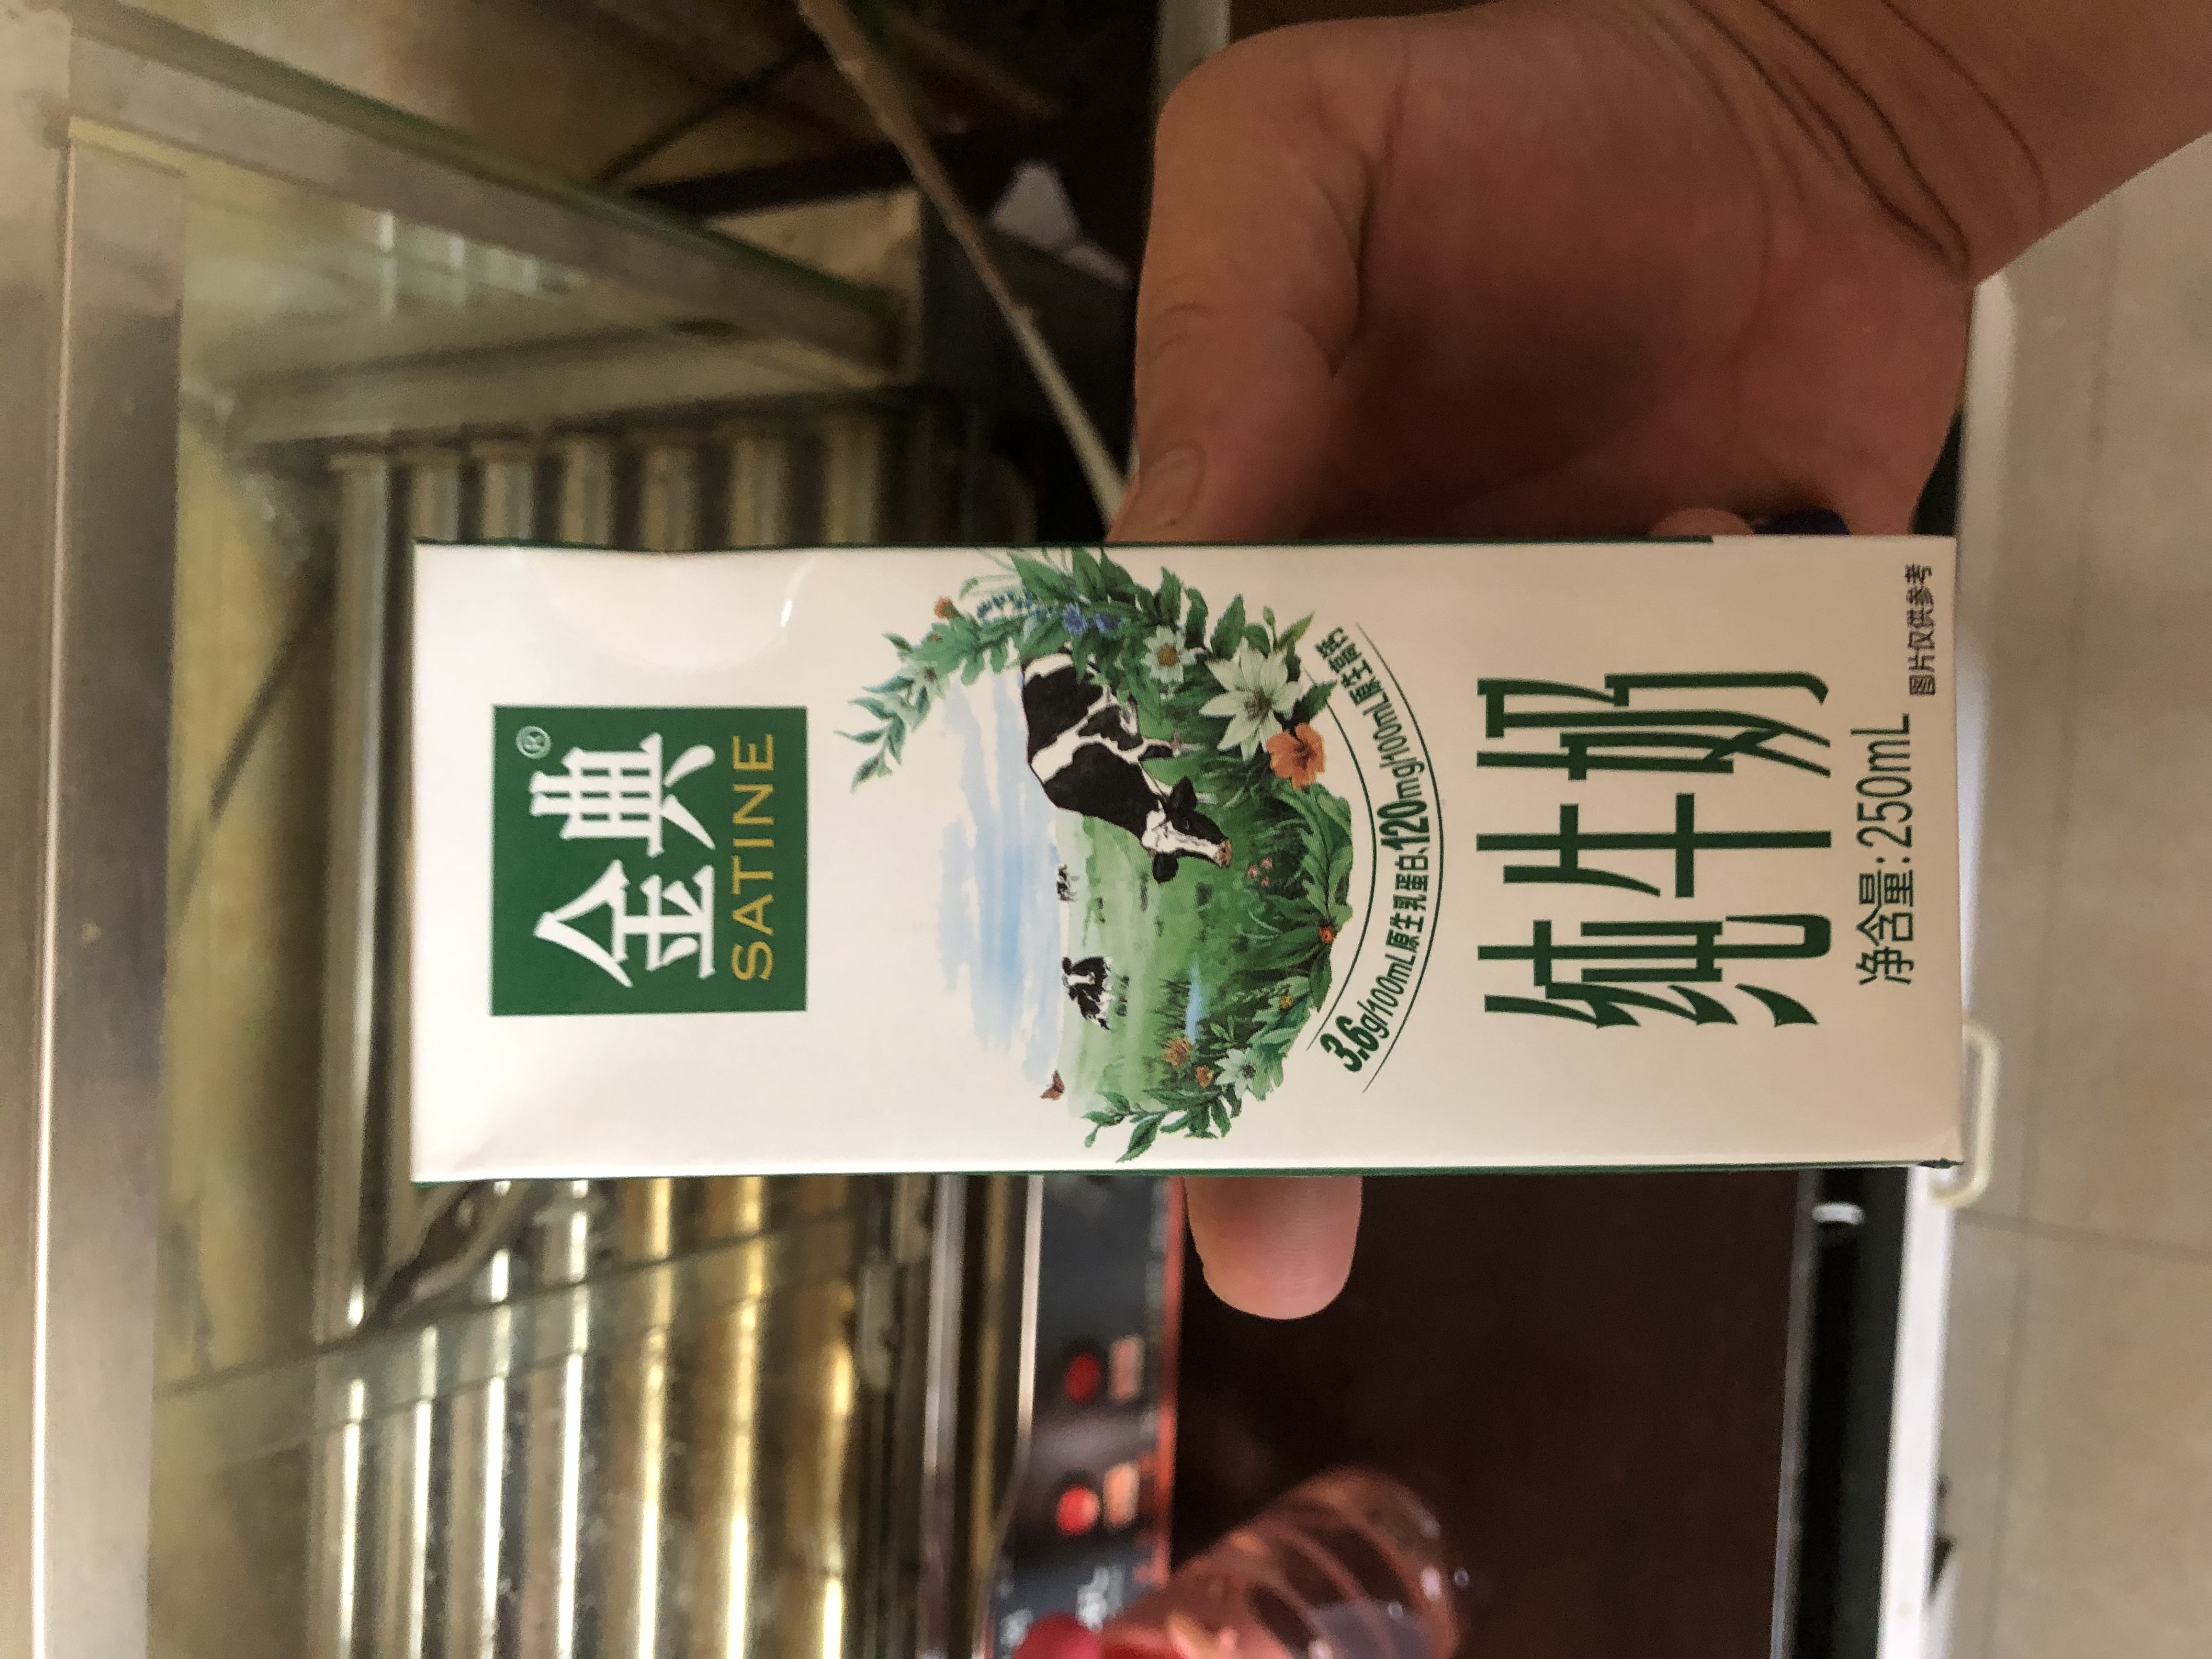 金典®
SATINE
3.6g/100mL原生乳蛋白、120mg/100mL原生高钙
纯牛奶
净含量:250mL
图片仅供参考